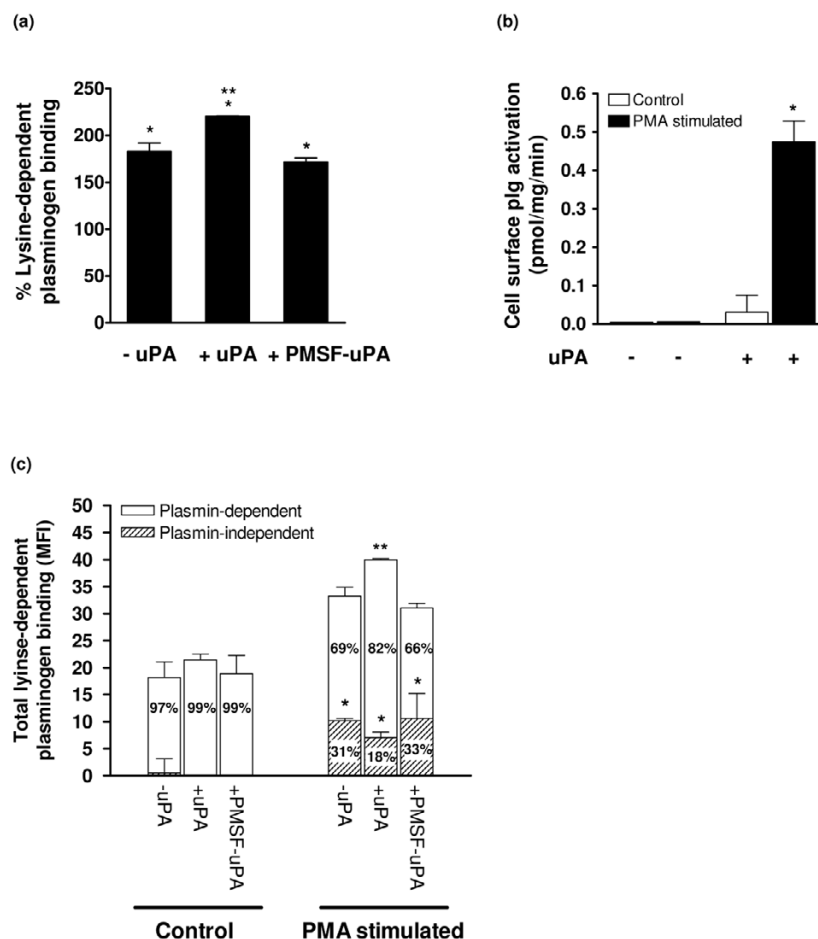 (a)
% Lysine-dependent
plasminogen binding
250
200
150
100
50
0
*
**
*
*
- uPA + uPA + PMSF-uPA
(b)
Cell surface plg activation
(pmol/mg/min)
0.6
0.5
0.4
0.3
0.2
0.1
0.0
Control
PMA stimulated
*
uPA - - + +
(c)
Total lyinse-dependent
plasminogen binding (MFI)
50
45
40
35
30
25
20
15
10
5
0
Plasmin-dependent
Plasmin-independent
97% 99% 99%
**
69% 82% 66%
* * *
31% 18% 33%
-uPA
+uPA
+PMSF-uPA
-uPA
+uPA
+PMSF-uPA
Control PMA stimulated